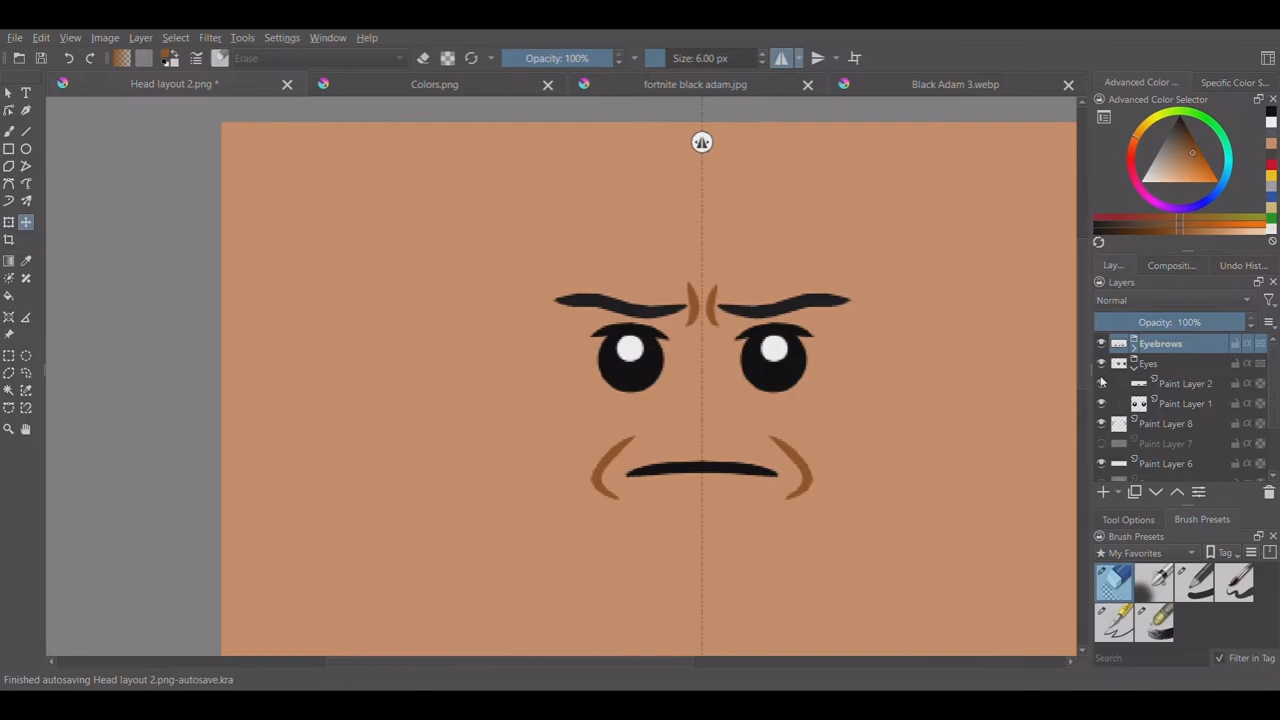 File Edit View Image Layer Select Filter Tools Settings Window Help
Erase Opacity: 100% Size: 6.00 px
Head layout 2.png * Colors.png fortnite black adam.jpg Black Adam 3.webp
Advanced Color ... Specific Color S...
Advanced Color Selector
Lay... Compositi... Undo Hist...
Layers
Normal
Opacity: 100%
Eyebrows
Eyes
Paint Layer 2
Paint Layer 1
Paint Layer 8
Paint Layer 7
Paint Layer 6
Tool Options Brush Presets
Brush Presets
★ My Favorites Tag
Search Filter in Tag
Finished autosaving Head layout 2.png-autosave.kra